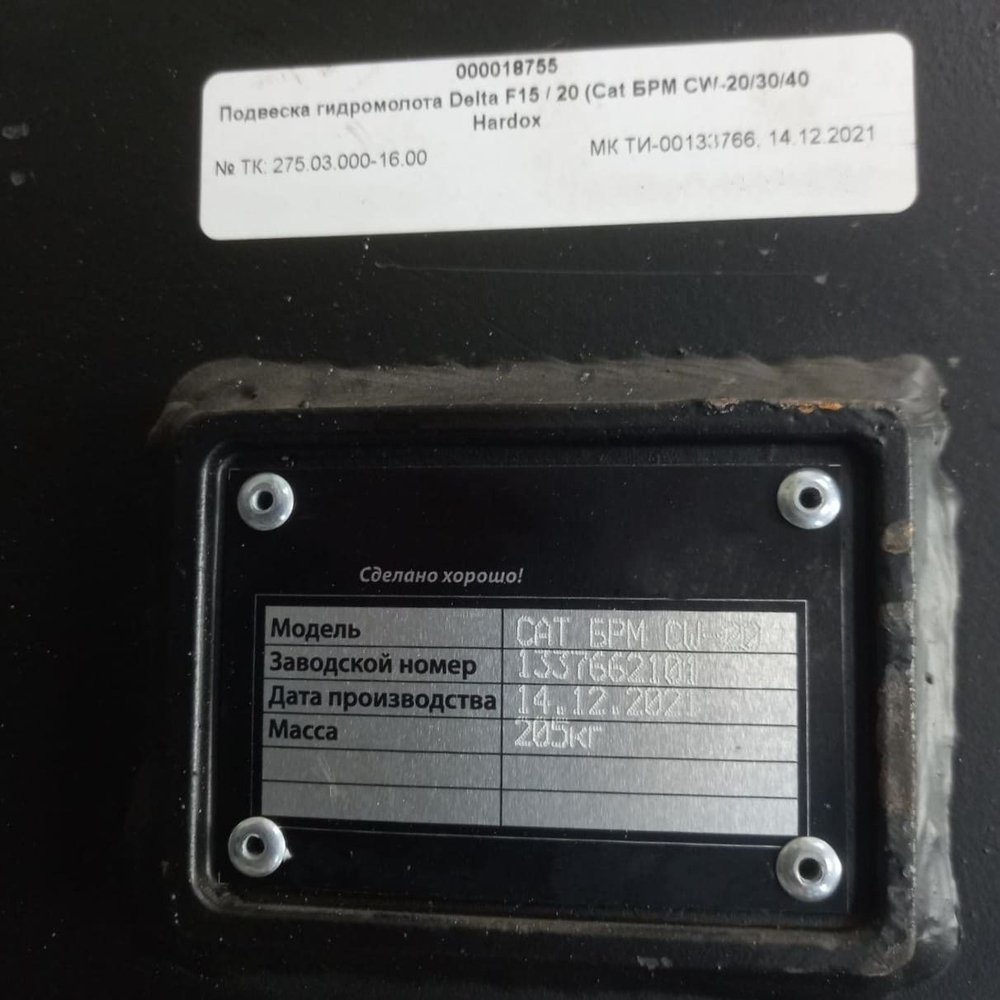 000018755
Подвеска гидромолота Delta F15 / 20 (Cat БРМ CW-20/30/40
Hardox
№ ТК: 275.03.000-16.00 МК ТИ-00133766, 14.12.2021
Сделано хорошо!
Модель CAT БРМ CW-20
Заводской номер 1337662101
Дата производства 14.12.2021
Масса 205кг